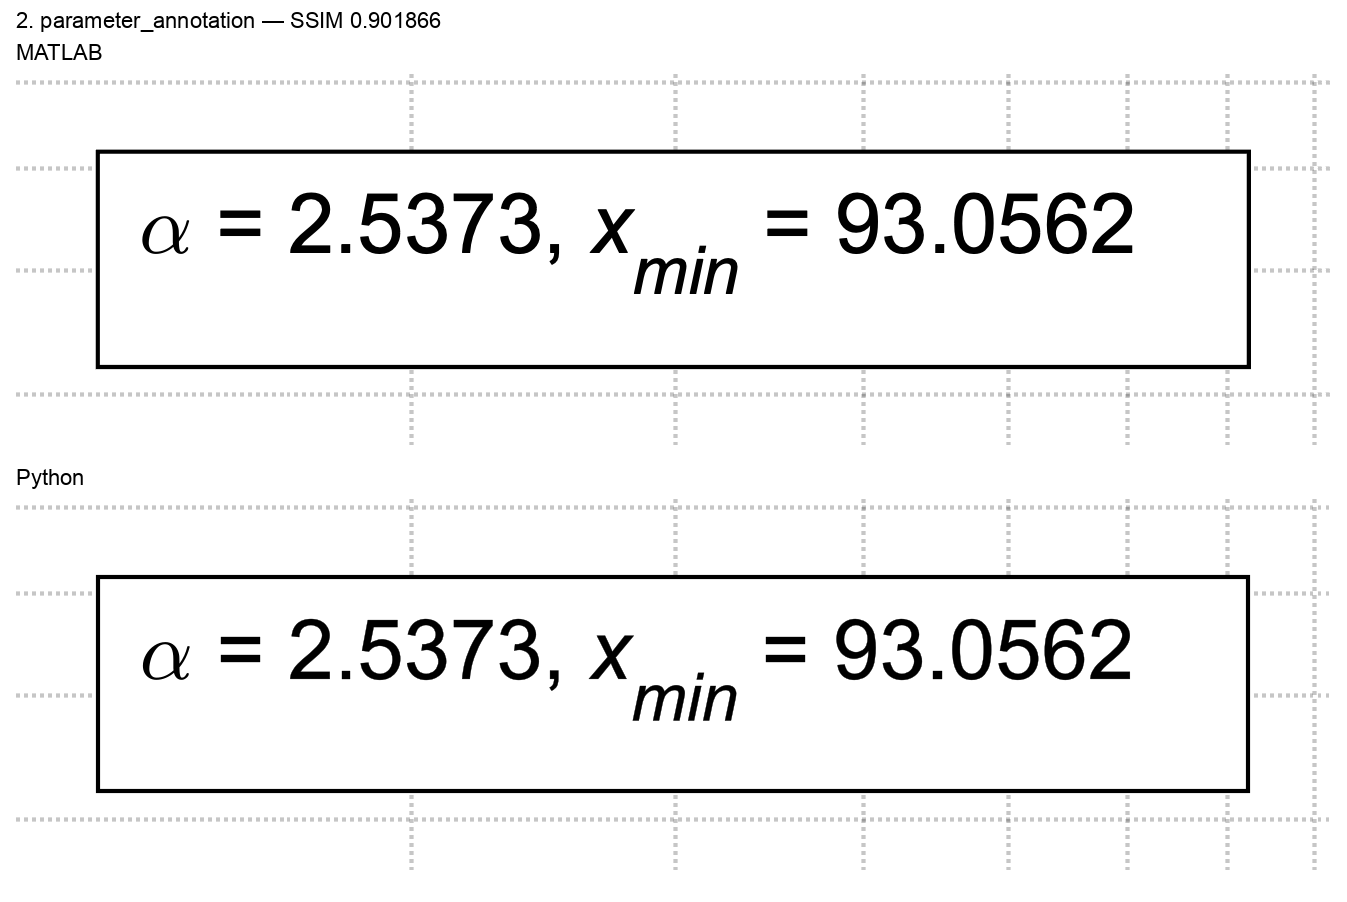 2. parameter_annotation — SSIM 0.901866
MATLAB
α = 2.5373, x_min = 93.0562
Python
α = 2.5373, x_min = 93.0562